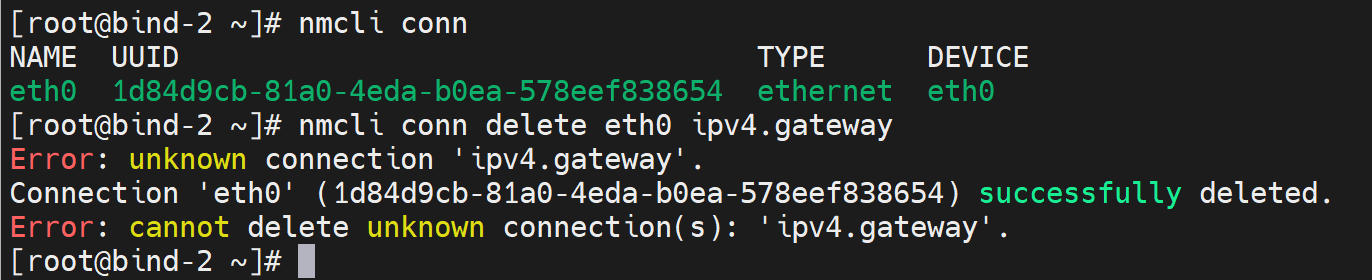 [root@bind-2 ~]# nmcli conn
NAME  UUID                                  TYPE      DEVICE
eth0  1d84d9cb-81a0-4eda-b0ea-578eef838654  ethernet  eth0
[root@bind-2 ~]# nmcli conn delete eth0 ipv4.gateway
Error: unknown connection 'ipv4.gateway'.
Connection 'eth0' (1d84d9cb-81a0-4eda-b0ea-578eef838654) successfully deleted.
Error: cannot delete unknown connection(s): 'ipv4.gateway'.
[root@bind-2 ~]#